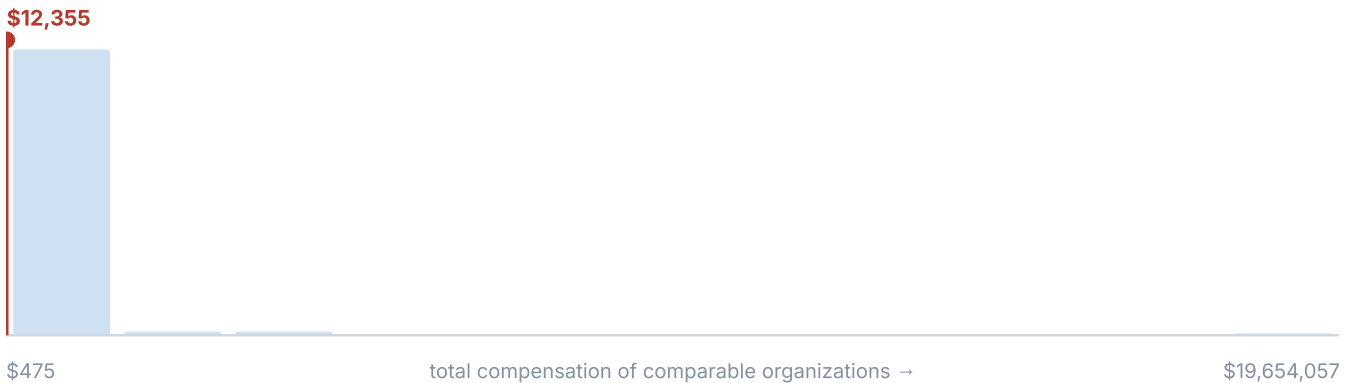 $12,355
$475 total compensation of comparable organizations → $19,654,057